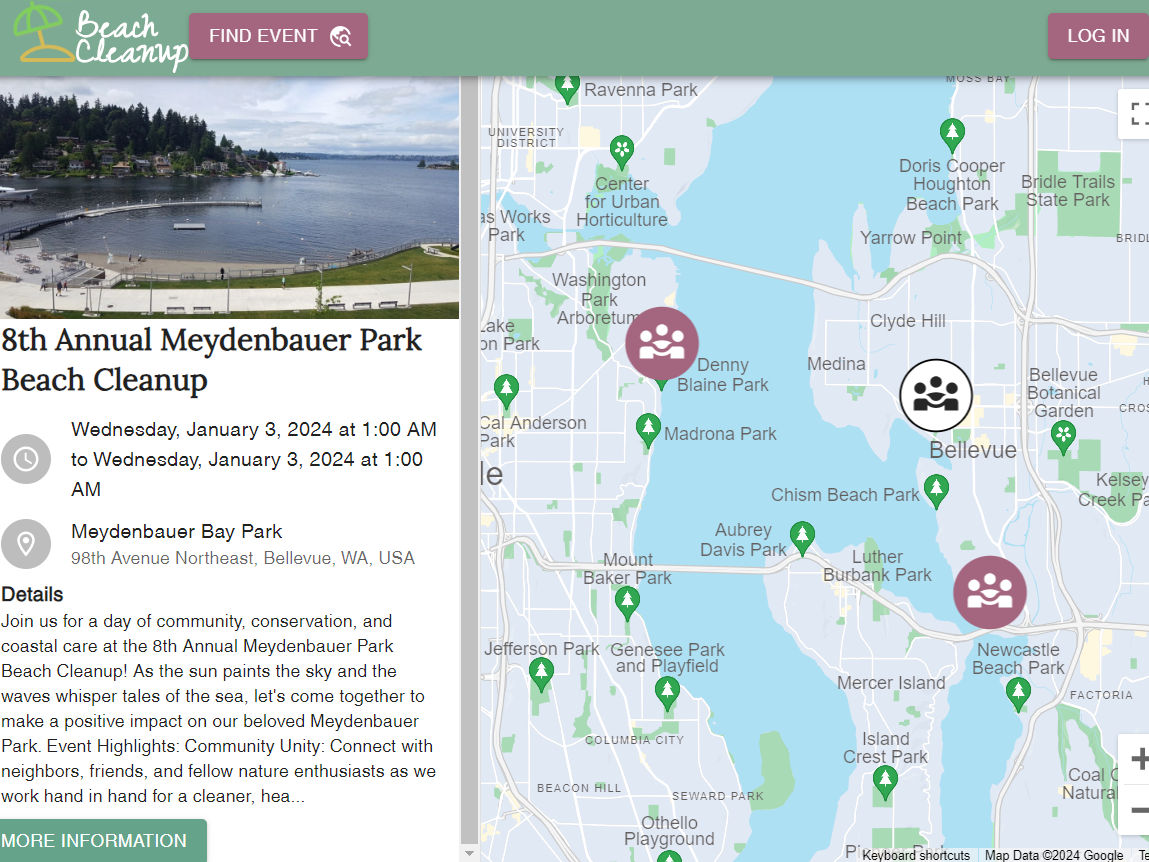 Beach
Cleanup
FIND EVENT
LOG IN
8th Annual Meydenbauer Park
Beach Cleanup
Wednesday, January 3, 2024 at 1:00 AM
to Wednesday, January 3, 2024 at 1:00
AM
Meydenbauer Bay Park
98th Avenue Northeast, Bellevue, WA, USA
Details
Join us for a day of community, conservation, and
coastal care at the 8th Annual Meydenbauer Park
Beach Cleanup! As the sun paints the sky and the
waves whisper tales of the sea, let's come together to
make a positive impact on our beloved Meydenbauer
Park. Event Highlights: Community Unity: Connect with
neighbors, friends, and fellow nature enthusiasts as we
work hand in hand for a cleaner, hea...
MORE INFORMATION
MOSS BAY
Ravenna Park
UNIVERSITY
DISTRICT
Center
for Urban
Horticulture
Doris Cooper
Houghton
Beach Park
Bridle Trails
State Park
as Works
Park
Yarrow Point
BRIDL
Washington
Park
Arboretum
Lake
on Park
Clyde Hill
Medina
Denny
Blaine Park
Bellevue
Botanical
Garden
CROS
Cal Anderson
Park
Madrona Park
Bellevue
le
Kelsey
Creek Pa
Chism Beach Park
Aubrey
Davis Park
Luther
Burbank Park
Mount
Baker Park
Jefferson Park
Genesee Park
and Playfield
Newcastle
Beach Park
Mercer Island
FACTORIA
COLUMBIA CITY
Island
Crest Park
Coal C
Natural
BEACON HILL
SEWARD PARK
Othello
Playground
Keyboard shortcuts
Map Data ©2024 Google
Te